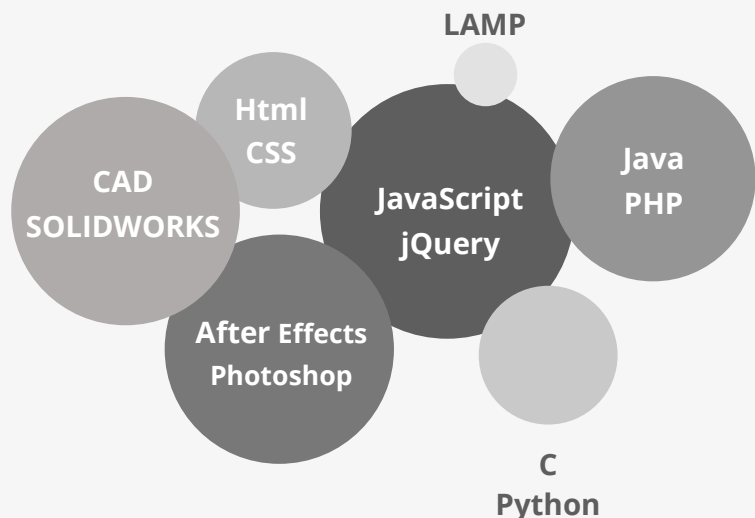 LAMP
Html
CSS
CAD
SOLIDWORKS
JavaScript
jQuery
Java
PHP
After Effects
Photoshop
C
Python